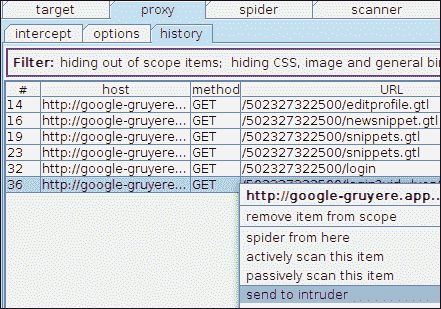 target proxy spider scanner
intercept options history
Filter: hiding out of scope items; hiding CSS, image and general bin
# host method URL
14 http://google-gruyere... GET /502327322500/editprofile.gtl
16 http://google-gruyere... GET /502327322500/newsnippet.gtl
19 http://google-gruyere... GET /502327322500/snippets.gtl
23 http://google-gruyere... GET /502327322500/snippets.gtl
32 http://google-gruyere... GET /502327322500/login
36 http://google-gruyere... GET
http://google-gruyere.app...
remove item from scope
spider from here
actively scan this item
passively scan this item
send to intruder